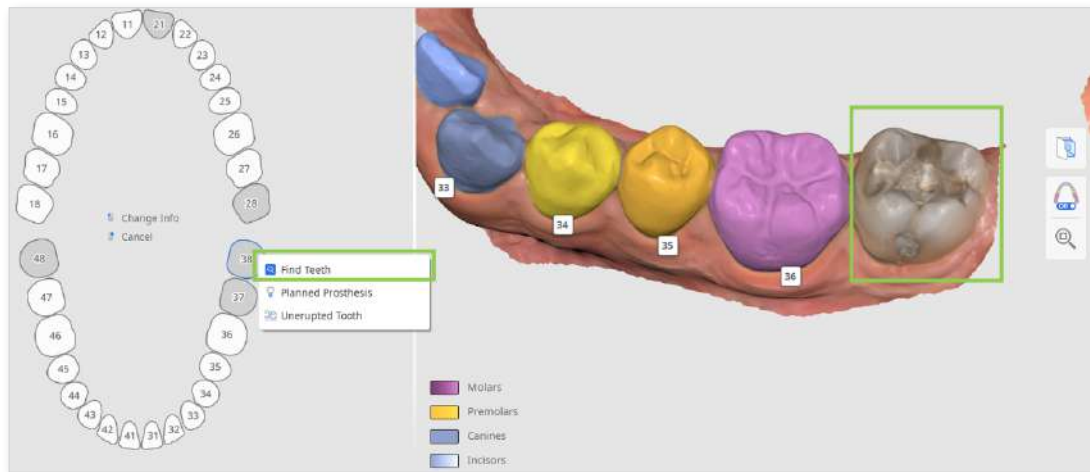 11 21
12 22
13 23
14 24
15 25
16 26
17 27
18 28
Change Info
Cancel
48 38
47 37
46 36
45 35
44 34
43 33
42 41 31 32
Find Teeth
Planned Prosthesis
Unerupted Tooth
33
34
35
36
Molars
Premolars
Canines
Incisors